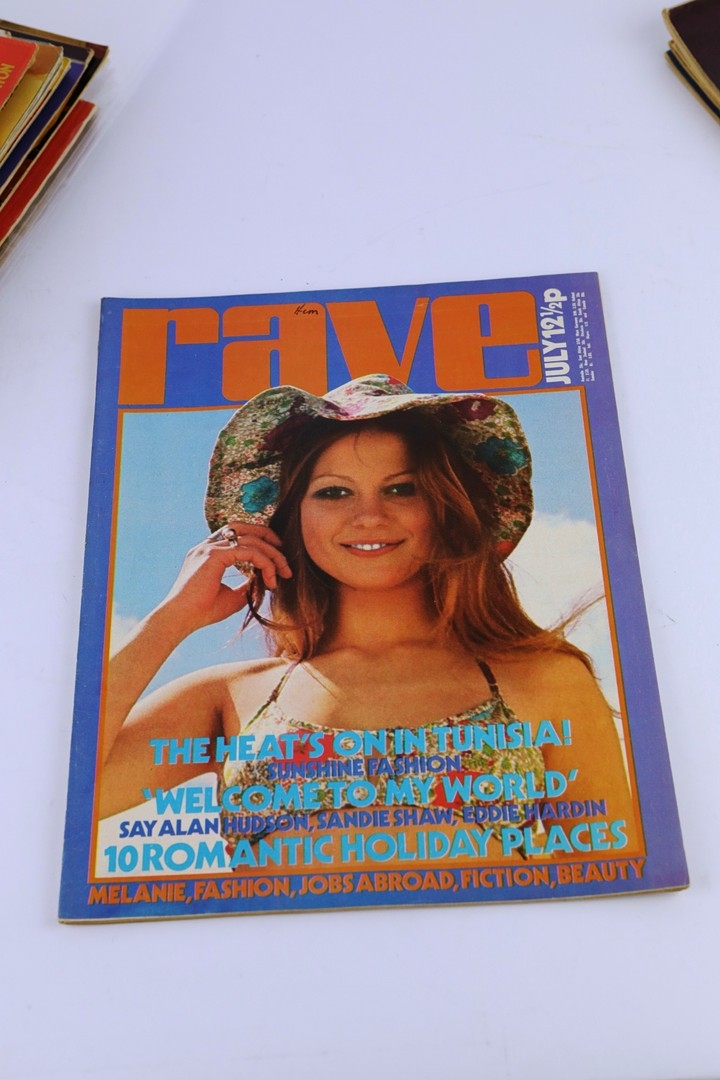 rave
JULY 12½p
THE HEAT'S ON IN TUNISIA!
SUNSHINE FASHION
'WELCOME TO MY WORLD'
SAY ALAN HUDSON, SANDIE SHAW, EDDIE HARDIN
10 ROMANTIC HOLIDAY PLACES
MELANIE, FASHION, JOBS ABROAD, FICTION, BEAUTY